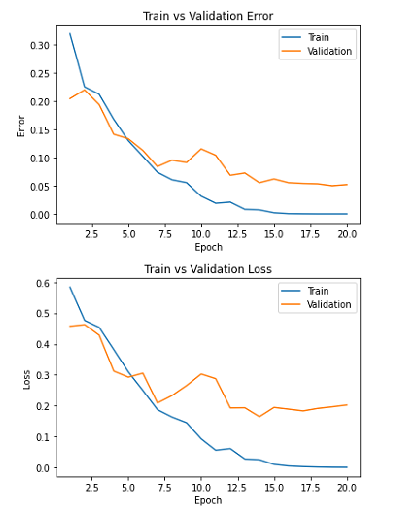 Train vs Validation Error
Train
Validation
0.30
0.25
0.20
0.15
0.10
0.05
0.00
Error
2.5 5.0 7.5 10.0 12.5 15.0 17.5 20.0
Epoch
Train vs Validation Loss
Train
Validation
0.6
0.5
0.4
0.3
0.2
0.1
0.0
Loss
2.5 5.0 7.5 10.0 12.5 15.0 17.5 20.0
Epoch